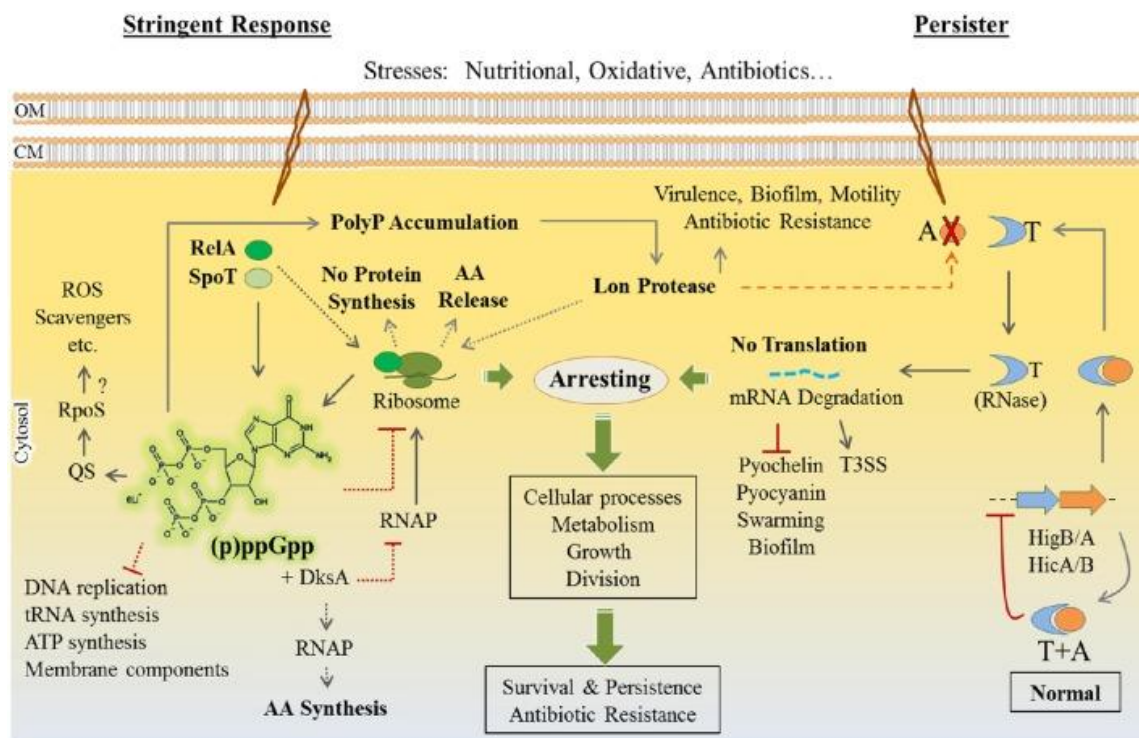 Stringent Response
Persister
Stresses: Nutritional, Oxidative, Antibiotics...
OM
CM
Cytosol
PolyP Accumulation
Virulence, Biofilm, Motility
Antibiotic Resistance
A
T
RelA
SpoT
No Protein
Synthesis
AA
Release
Lon Protease
ROS
Scavengers
etc.
?
RpoS
QS
Ribosome
Arresting
No Translation
mRNA Degradation
T
(RNase)
Pyochelin
Pyocyanin
Swarming
Biofilm
T3SS
(p)ppGpp
RNAP
+ DksA
RNAP
AA Synthesis
DNA replication
tRNA synthesis
ATP synthesis
Membrane components
Cellular processes
Metabolism
Growth
Division
Survival & Persistence
Antibiotic Resistance
HigB/A
HicA/B
T+A
Normal